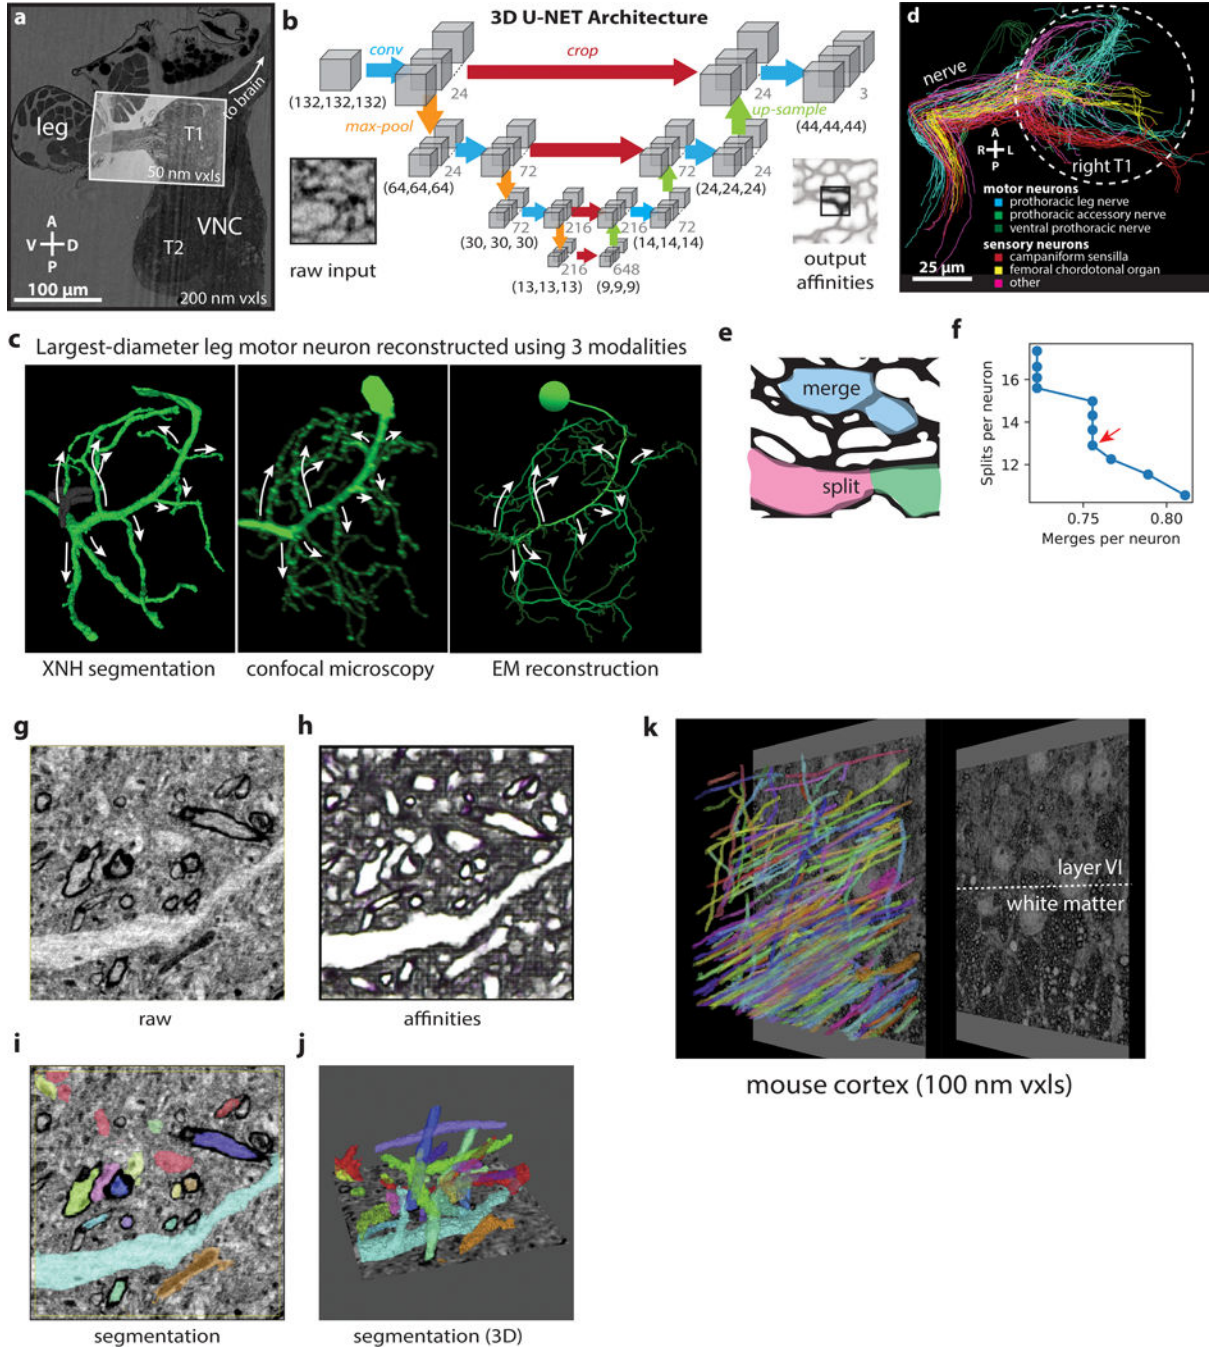 a
leg
T1
to brain
50 nm vxls
VNC
T2
A
V D
P
100 µm
200 nm vxls
b
3D U-NET Architecture
conv
crop
(132,132,132)
24
24
3
max-pool
up-sample
(44,44,44)
24
72
72
24
(64,64,64)
(24,24,24)
72
216
216
72
(30, 30, 30)
(14,14,14)
216
648
(13,13,13)
(9,9,9)
raw input
output
affinities
d
nerve
A
R L
P
right T1
motor neurons
prothoracic leg nerve
prothoracic accessory nerve
ventral prothoracic nerve
sensory neurons
campaniform sensilla
femoral chordotonal organ
other
25 µm
c
Largest-diameter leg motor neuron reconstructed using 3 modalities
XNH segmentation
confocal microscopy
EM reconstruction
e
merge
split
f
Splits per neuron
16
14
12
0.75
0.80
Merges per neuron
g
raw
h
affinities
i
segmentation
j
segmentation (3D)
k
layer VI
white matter
mouse cortex (100 nm vxls)